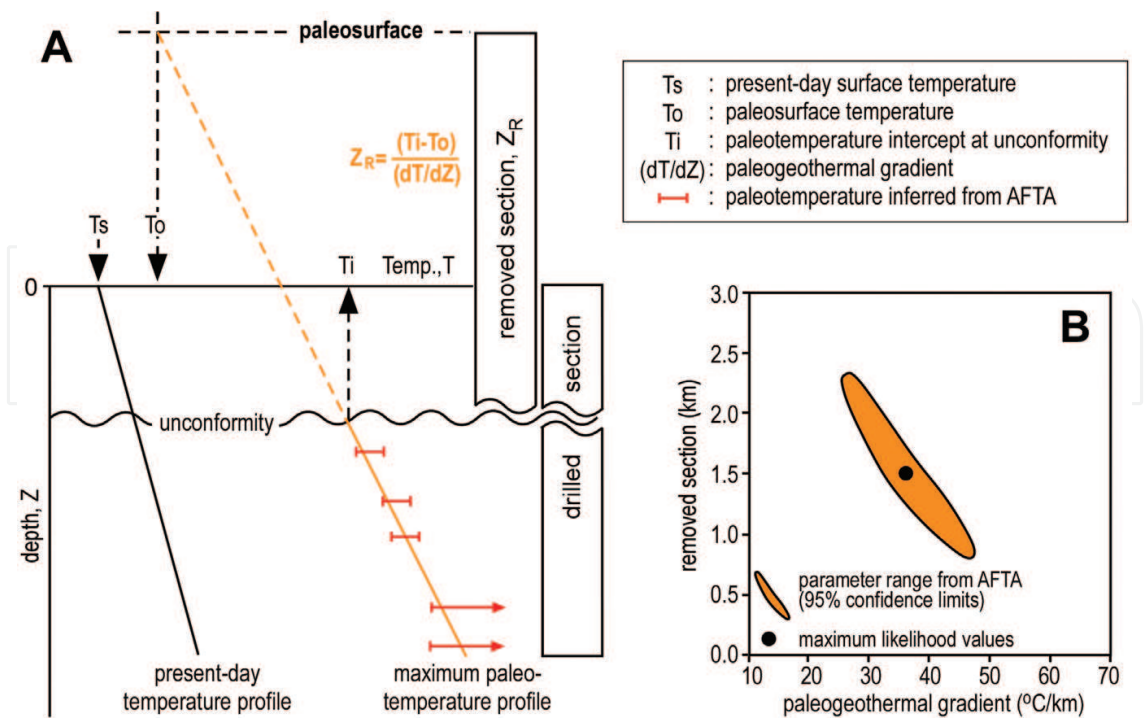 A
paleosurface
Z_R= (Ti-To)
(dT/dZ)
removed section, Z_R
Ts
To
Ti
Temp.,T
0
section
unconformity
drilled
depth, Z
present-day
temperature profile
maximum paleo-
temperature profile
Ts : present-day surface temperature
To : paleosurface temperature
Ti : paleotemperature intercept at unconformity
(dT/dZ) : paleogeothermal gradient
: paleotemperature inferred from AFTA
B
3.0
2.5
2.0
1.5
1.0
0.5
0.0
removed section (km)
parameter range from AFTA
(95% confidence limits)
maximum likelihood values
10 20 30 40 50 60 70
paleogeothermal gradient (ºC/km)